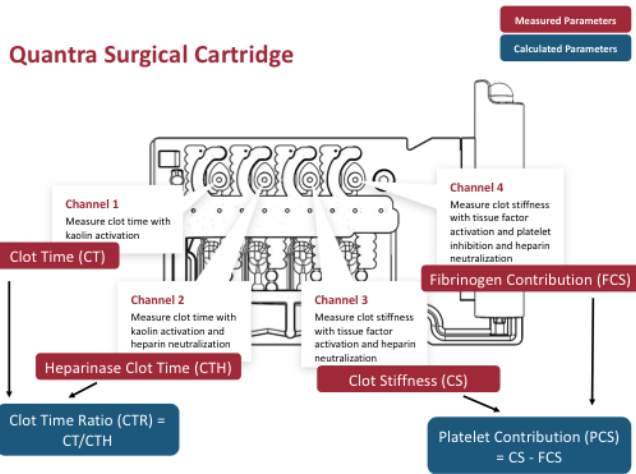 Measured Parameters
Calculated Parameters
Quantra Surgical Cartridge
Channel 1
Measure clot time with
kaolin activation
Clot Time (CT)
Channel 4
Measure clot stiffness
with tissue factor
activation and platelet
inhibition and heparin
neutralization
Fibrinogen Contribution (FCS)
Channel 2
Measure clot time with
kaolin activation and
heparin neutralization
Heparinase Clot Time (CTH)
Channel 3
Measure clot stiffness
with tissue factor
activation and heparin
neutralization
Clot Stiffness (CS)
Clot Time Ratio (CTR) =
CT/CTH
Platelet Contribution (PCS)
= CS - FCS